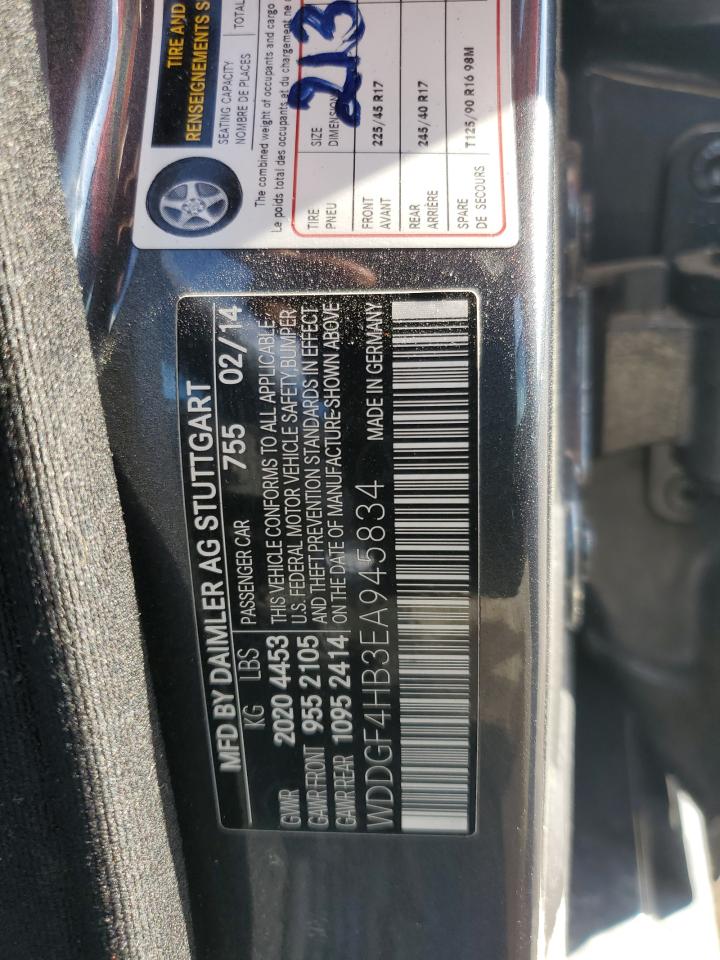 TIRE AND
RENSEIGNEMENTS S
SEATING CAPACITY
NOMBRE DE PLACES
TOTAL
The combined weight of occupants and cargo
Le poids total des occupants et du chargement ne
213
TIRE
PNEU
SIZE
FRONT
AVANT
225/45 R17
REAR
ARRIÈRE
245/40 R17
SPARE
DE SECOURS
T125/90 R16 98M
MFD BY DAIMLER AG STUTTGART
KG LBS PASSENGER CAR 755 02/14
GVWR 2020 4453 THIS VEHICLE CONFORMS TO ALL APPLICABLE
GAWR FRONT 955 2105 U.S. FEDERAL MOTOR VEHICLE SAFETY,BUMPER,
GAWR REAR 1095 2414 AND THEFT PREVENTION STANDARDS IN EFFECT
ON THE DATE OF MANUFACTURE SHOWN ABOVE.
WDDGF4HB3EA945834 MADE IN GERMANY